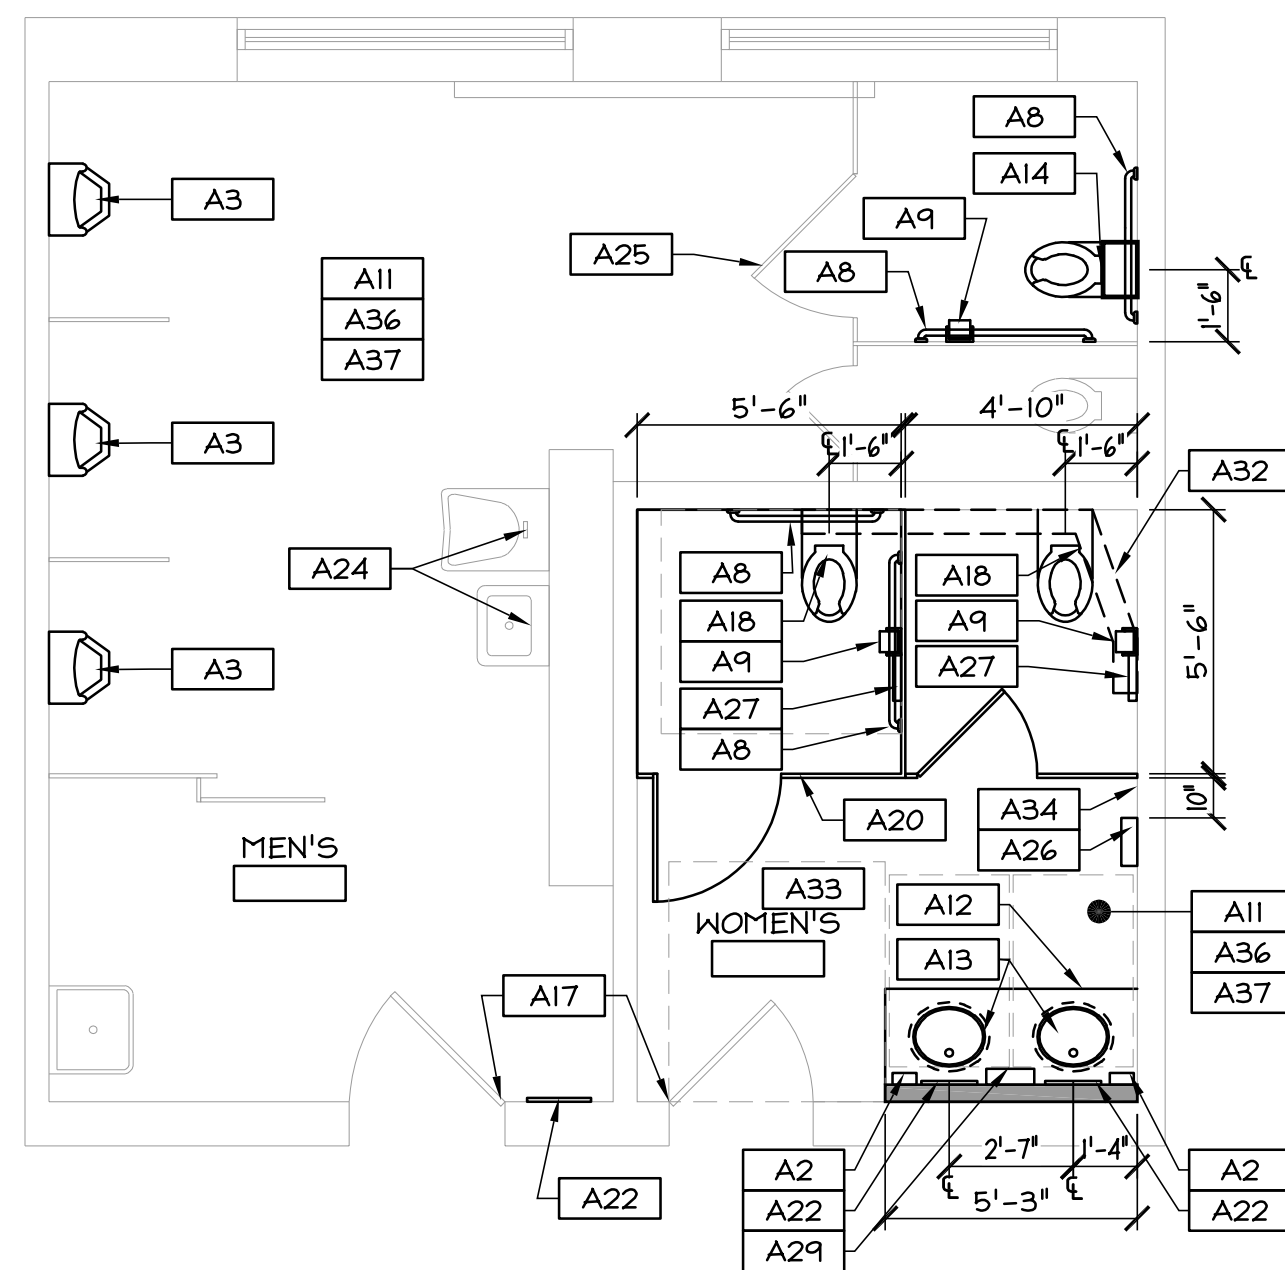 A8
A14
A3
A9
A25
A8
A11
A36
A37
℄
1'-6"
5'-6"
4'-10"
A3
℄
1'-6"
℄
1'-6"
A32
A24
A8
A18
A18
A9
A9
A27
5'-6"
A3
A27
A8
A20
A34
A26
10"
MEN'S
A33
A12
WOMEN'S
A11
A36
A37
A13
A17
A22
2'-7"
1'-4"
℄
℄
5'-3"
A2
A22
A29
A2
A22